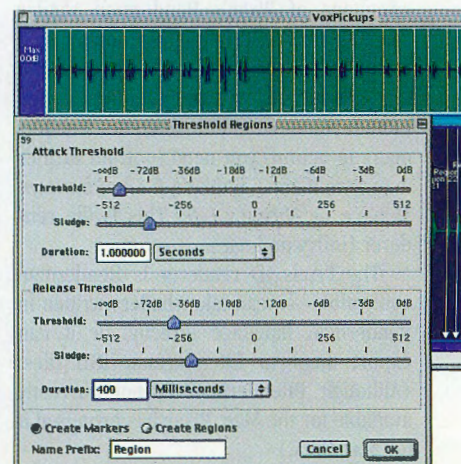 VoxPickups
Max
0.0dB
Threshold Regions
59
Attack Threshold
-∞dB -72dB -36dB -18dB -12dB -6dB -3dB 0dB
Threshold:
-512 -256 0 256 512
Sludge:
Duration: 1.000000 Seconds
Release Threshold
-∞dB -72dB -36dB -18dB -12dB -6dB -3dB 0dB
Threshold:
-512 -256 0 256 512
Sludge:
Duration: 400 Milliseconds
Create Markers Create Regions
Name Prefix: Region
Cancel OK